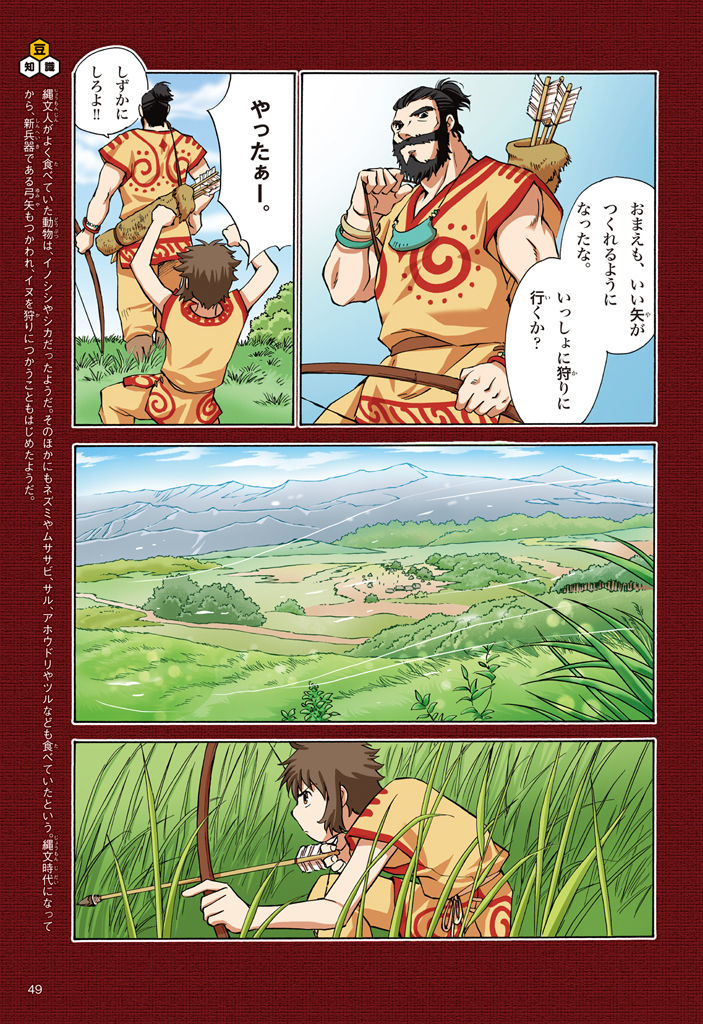 おまえも、いい矢が
つくれるように
なったな。
いっしょに狩りに
行くか？
やったぁー。
しずかに
しろよ!!
豆
知識
縄文人がよく食べていた動物は、イノシシやシカだったようだ。そのほかにもネズミやムササビ、サル、アホウドリやツルなども食べていたという。縄文時代になって
から、新兵器である弓矢もつかわれ、イヌを狩りにつかうこともはじめたようだ。
49